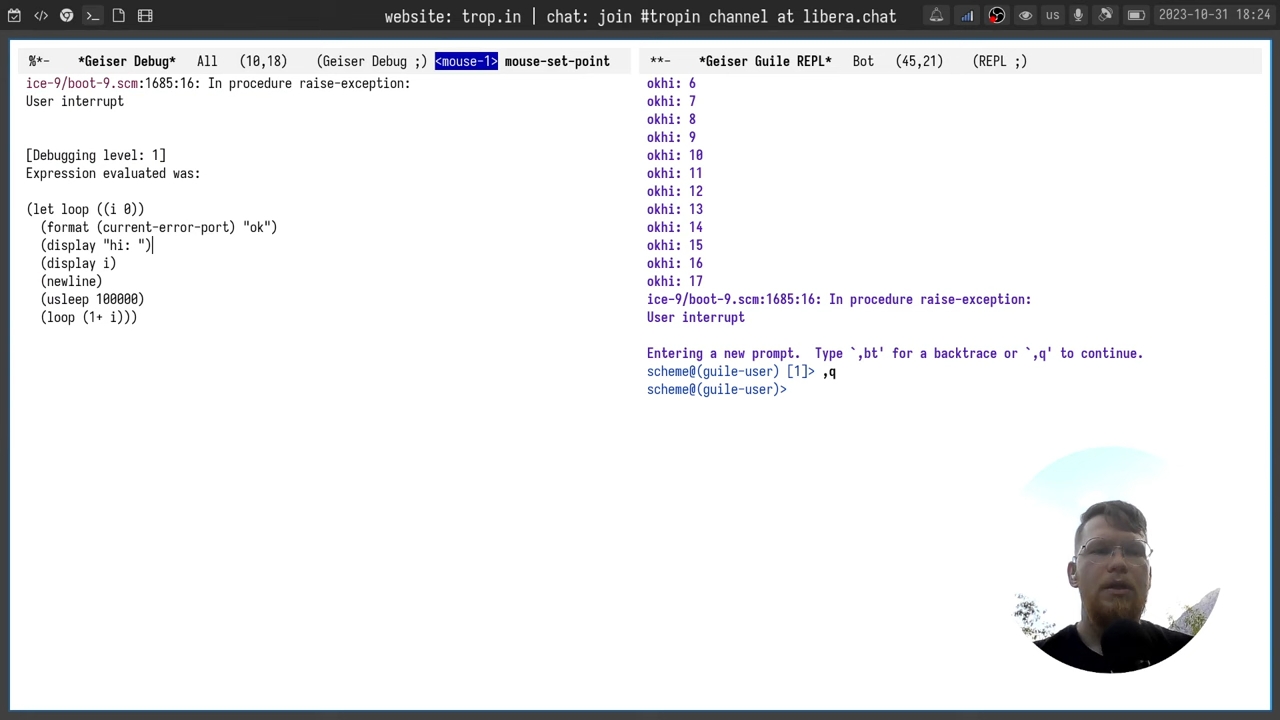 website: trop.in | chat: join #tropin channel at libera.chat
us
2023-10-31 18:24
%*- *Geiser Debug* All (10,18) (Geiser Debug ;) <mouse-1> mouse-set-point
ice-9/boot-9.scm:1685:16: In procedure raise-exception:
User interrupt
[Debugging level: 1]
Expression evaluated was:
(let loop ((i 0))
(format (current-error-port) "ok")
(display "hi: ")
(display i)
(newline)
(usleep 100000)
(loop (1+ i)))
**- *Geiser Guile REPL* Bot (45,21) (REPL ;)
okhi: 6
okhi: 7
okhi: 8
okhi: 9
okhi: 10
okhi: 11
okhi: 12
okhi: 13
okhi: 14
okhi: 15
okhi: 16
okhi: 17
ice-9/boot-9.scm:1685:16: In procedure raise-exception:
User interrupt
Entering a new prompt.  Type `,bt' for a backtrace or `,q' to continue.
scheme@(guile-user) [1]> ,q
scheme@(guile-user)>